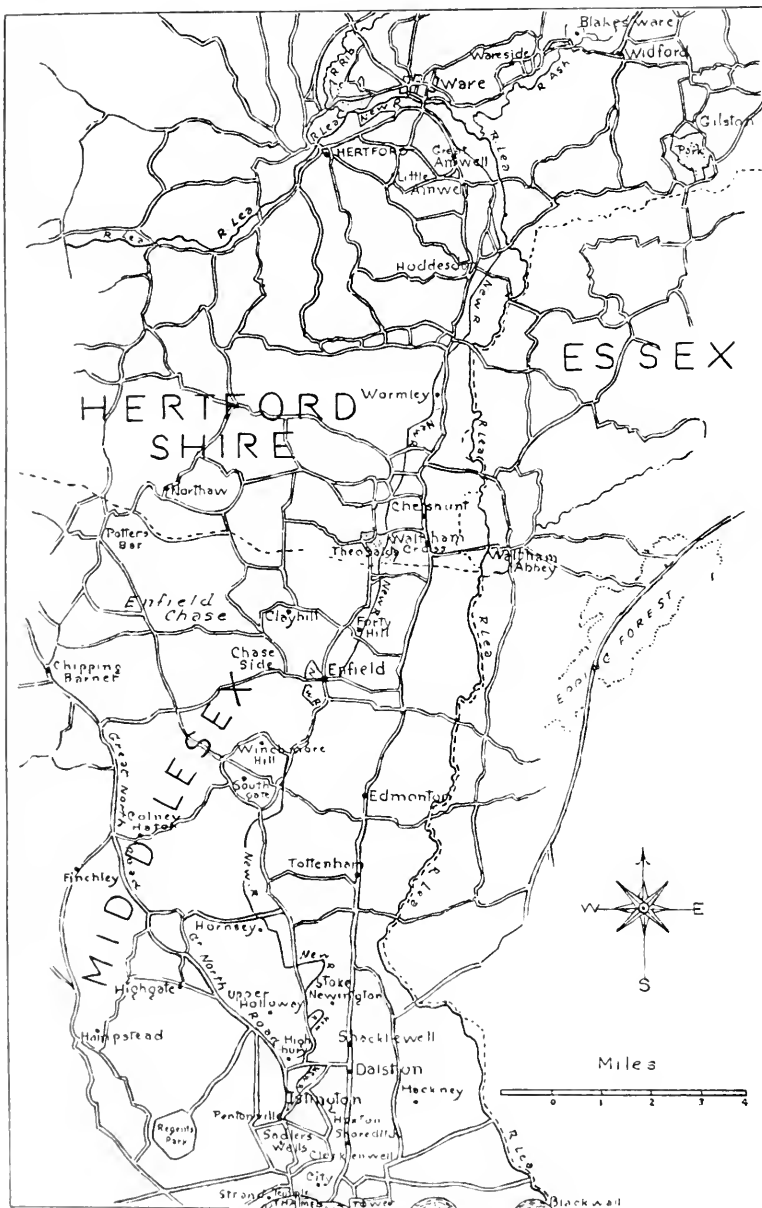 Blakesware
Wareside
Widford
R Rib
Ware
R Ash
Gilston
Park
R Lea
New R
R Lea
HERTFORD
Great
Amwell
Little
Amwell
R Lea
R Lea
Hoddesdon
New R
ESSEX
Wormley
HERTFORD
SHIRE
New R
R Lea
Northaw
Cheshunt
Potters
Bar
Theobalds
Waltham
Cross
Waltham
Abbey
Enfield
Chase
Clayhill
New R
Forty
Hill
R Lea
EPPING FOREST
Chase
Side
Enfield
Chipping
Barnet
MIDDLESEX
Winchmore
Hill
South
gate
Great North
Road
Edmonton
Colney
Hatch
Tottenham
Finchley
New R
R Lea
Hornsey
W
E
S
Gt North
Road
New R
Highgate
Upper
Holloway
Stoke
Newington
Hampstead
High
bury
Shacklewell
Miles
Dalston
Hackney
0 1 2 3 4
Islington
Regents
Park
Pentonville
Hoxton
Sadlers
Wells
Shoreditch
Clerkenwell
City
R Lea
Strand
Temple
THAMES
TOWER
Blackwall